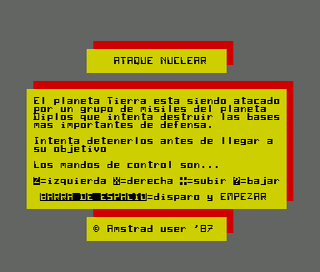 ATAQUE NUCLEAR
El planeta Tierra esta siendo atacado
por un grupo de misiles del planeta
Diplos que intenta destruir las bases
mas importantes de defensa.
Intenta detenerlos antes de llegar a
su objetivo
Los mandos de control son...
Z=izquierda X=derecha =subir =bajar
BARRA DE ESPACIO=disparo y EMPEZAR
© Amstrad user '87